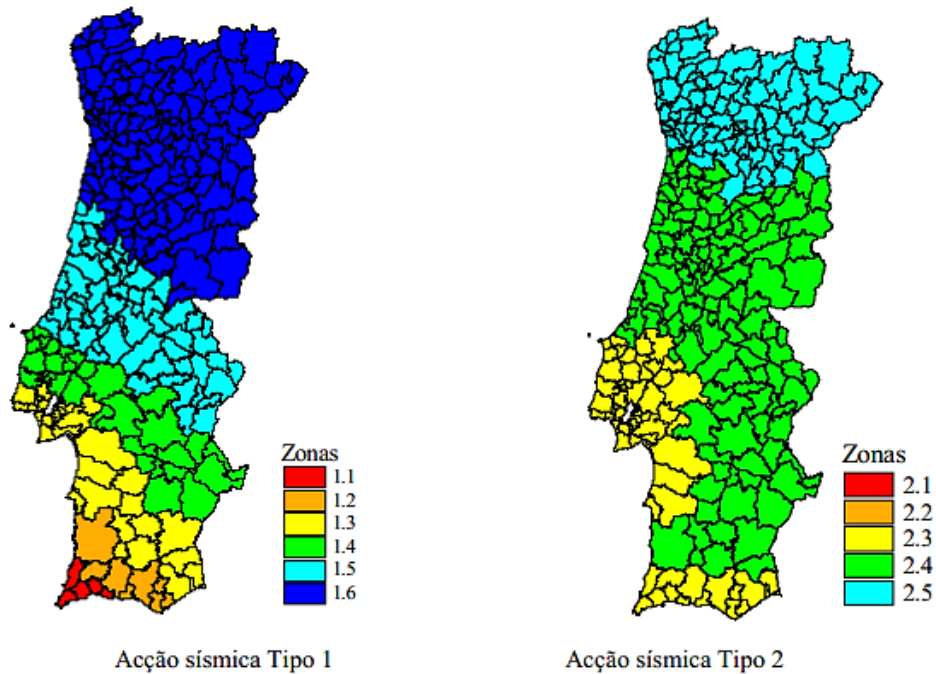 Zonas
1.1
1.2
1.3
1.4
1.5
1.6
Zonas
2.1
2.2
2.3
2.4
2.5
Acção sísmica Tipo 1
Acção sísmica Tipo 2